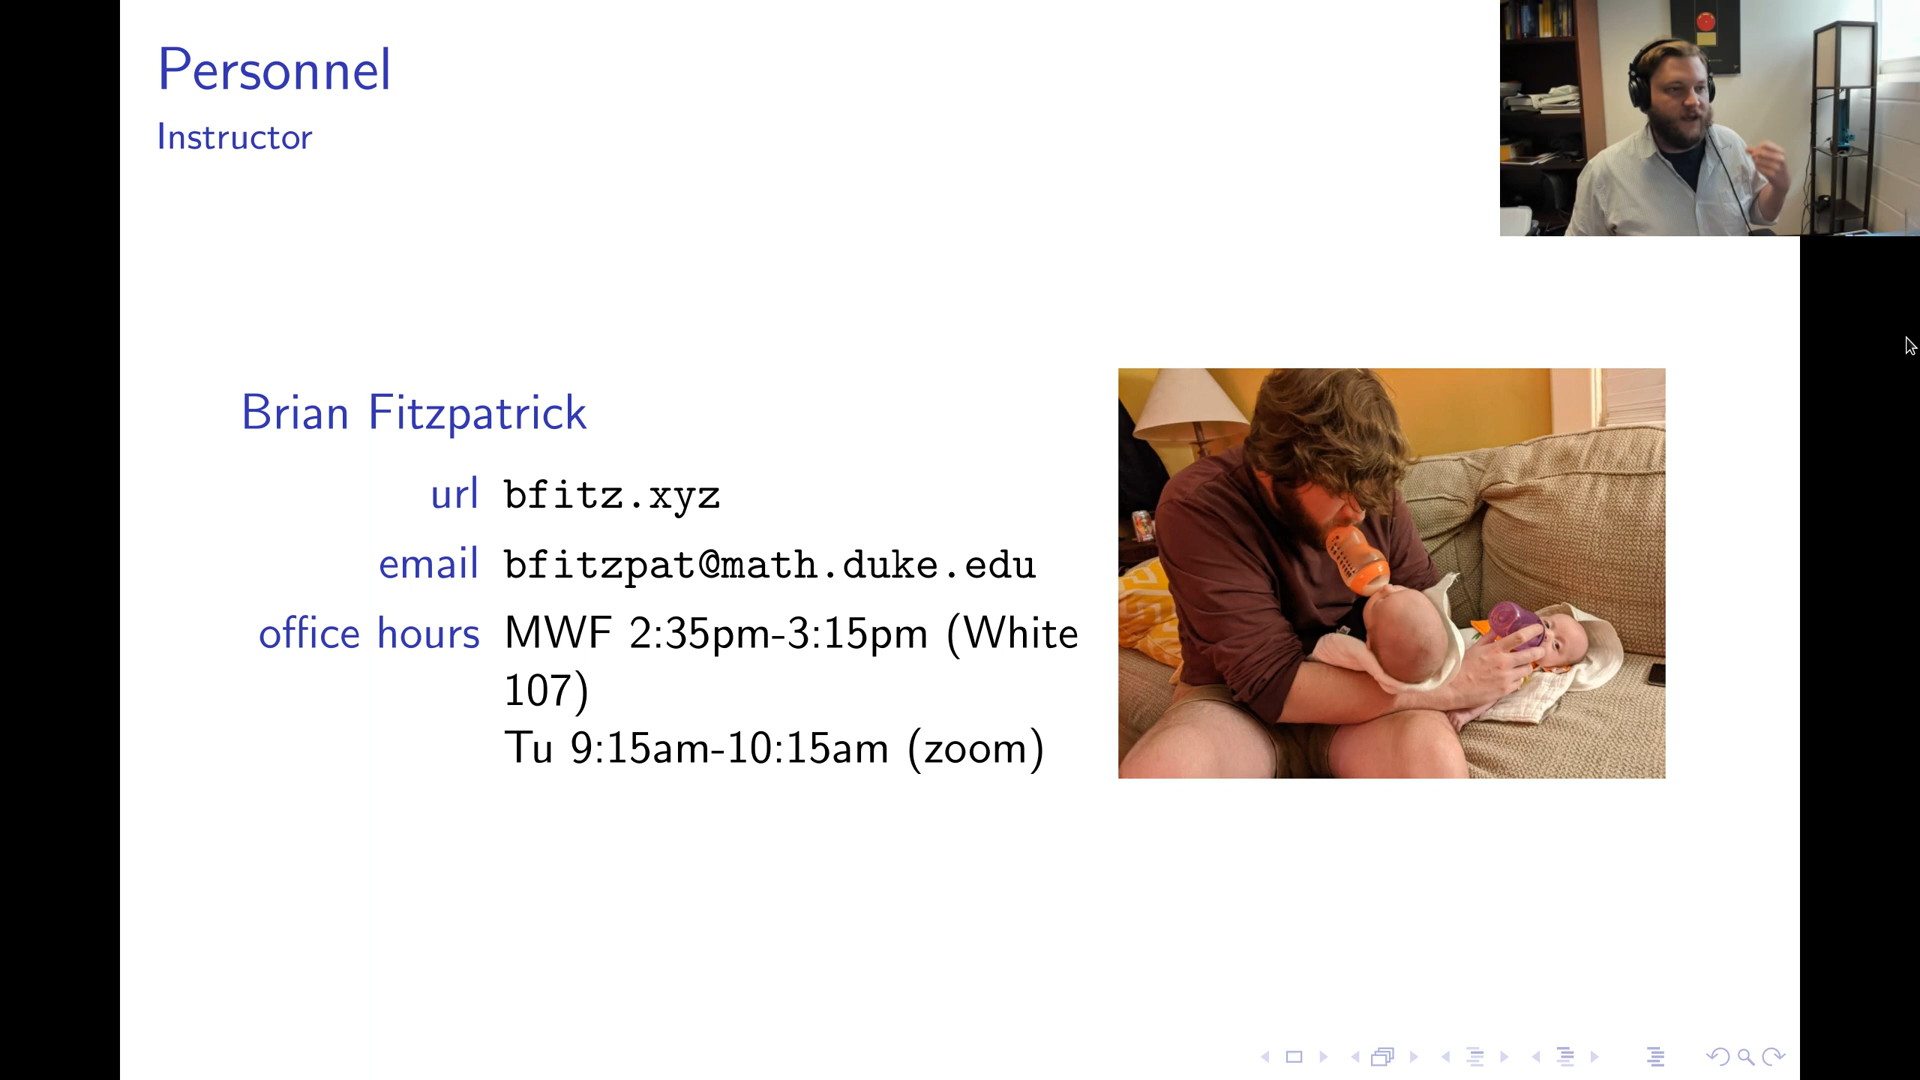 Personnel
Instructor
Brian Fitzpatrick
url bfitz.xyz
email bfitzpat@math.duke.edu
office hours MWF 2:35pm-3:15pm (White
107)
Tu 9:15am-10:15am (zoom)